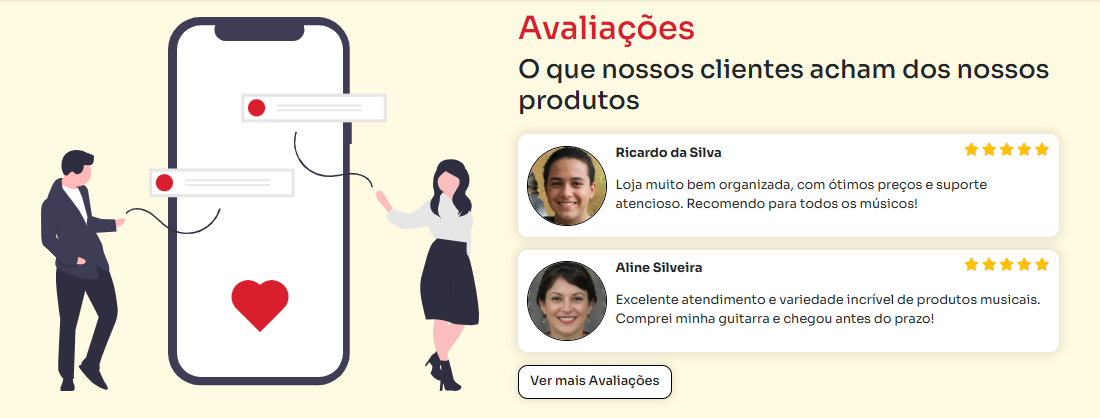 Avaliações
O que nossos clientes acham dos nossos
produtos
Ricardo da Silva
Loja muito bem organizada, com ótimos preços e suporte
atencioso. Recomendo para todos os músicos!
Aline Silveira
Excelente atendimento e variedade incrível de produtos musicais.
Comprei minha guitarra e chegou antes do prazo!
Ver mais Avaliações